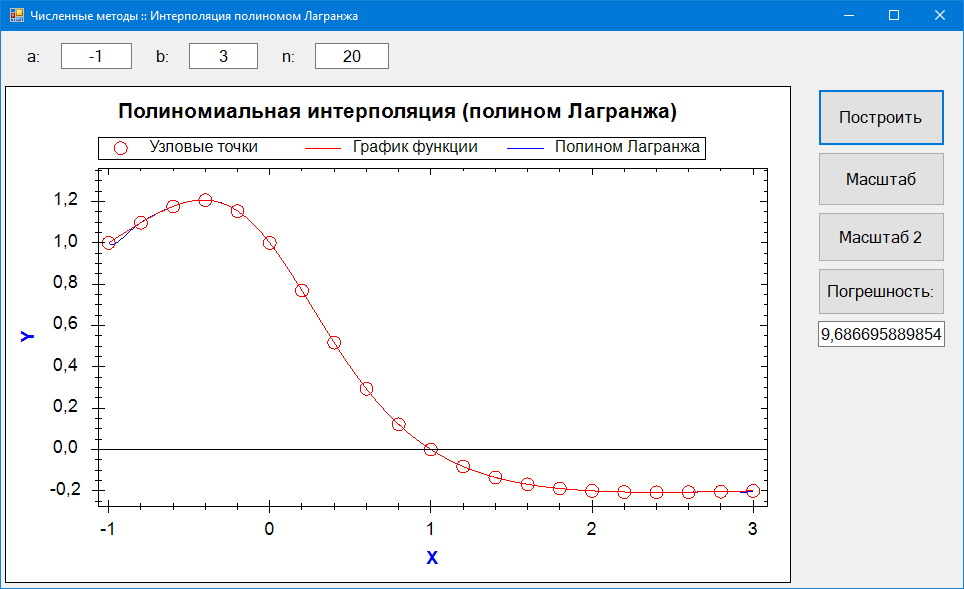 Численные методы :: Интерполяция полиномом Лагранжа
a: -1 b: 3 n: 20
Полиномиальная интерполяция (полином Лагранжа)
Узловые точки График функции Полином Лагранжа
1,2
1,0
0,8
0,6
0,4
0,2
0,0
-0,2
Y
-1 0 1 2 3
X
Построить
Масштаб
Масштаб 2
Погрешность:
9,686695889854